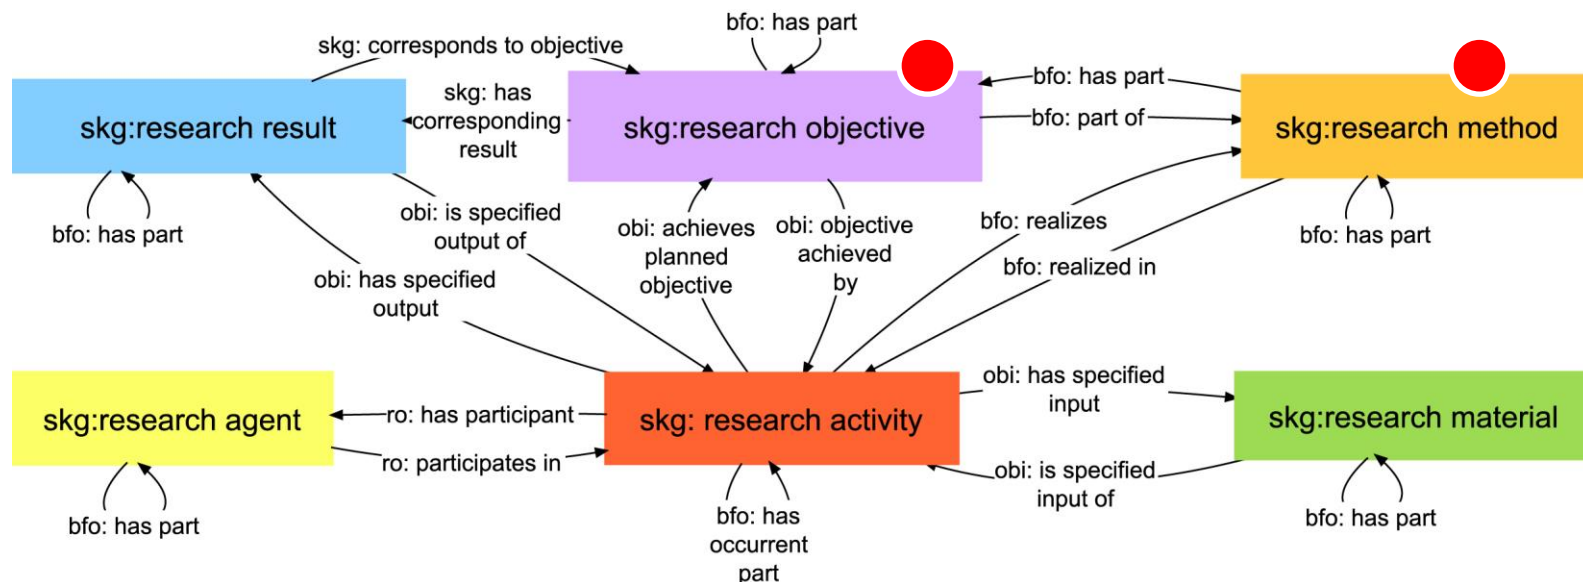 bfo: has part
skg: corresponds to objective
skg: has
corresponding
result
bfo: has part
bfo: part of
skg:research result
skg:research objective
skg:research method
bfo: has part
obi: is specified
output of
obi: achieves
planned
objective
obi: objective
achieved
by
bfo: realizes
bfo: realized in
bfo: has part
obi: has specified
output
skg:research agent
ro: has participant
ro: participates in
skg: research activity
obi: has specified
input
obi: is specified
input of
skg:research material
bfo: has part
bfo: has
occurrent
part
bfo: has part